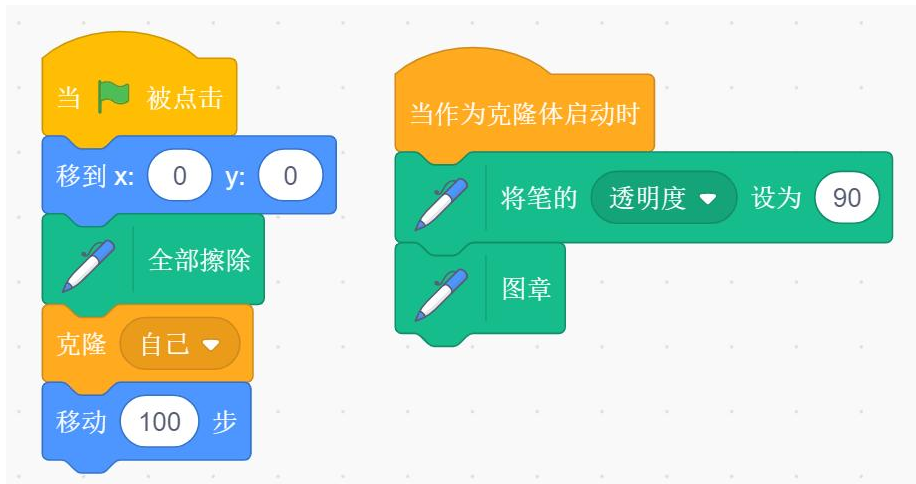 当 被点击
移到 x: 0 y: 0
全部擦除
克隆 自己
移动 100 步
当作为克隆体启动时
将笔的 透明度 设为 90
图章